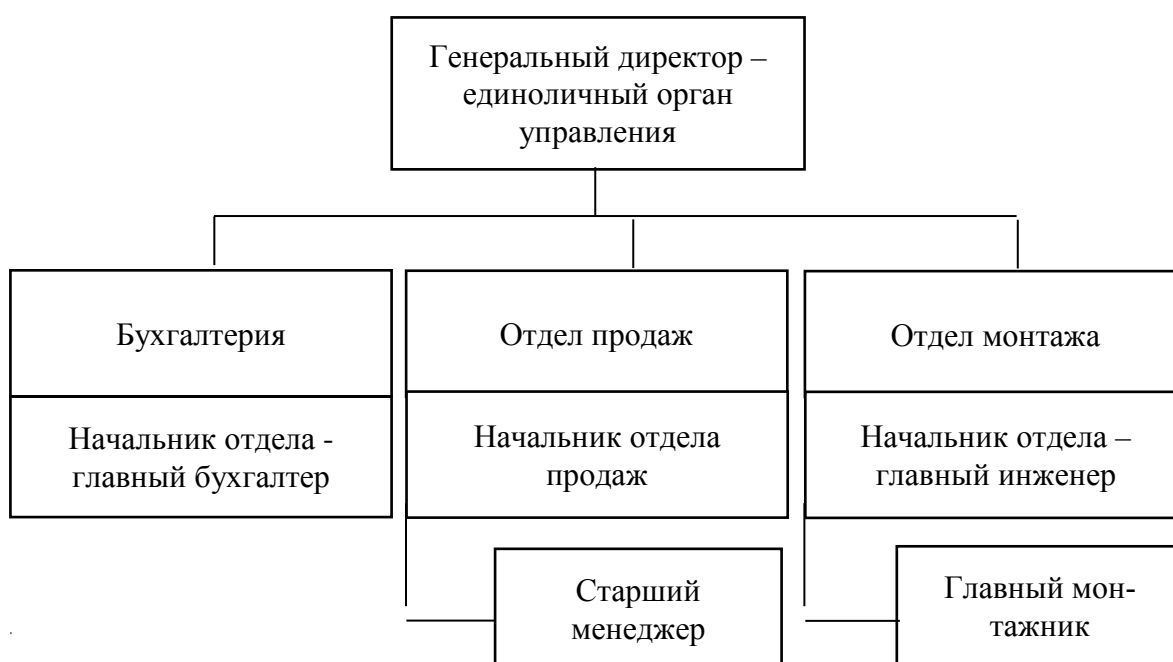 Генеральный директор –
единоличный орган
управления
Бухгалтерия
Отдел продаж
Отдел монтажа
Начальник отдела -
главный бухгалтер
Начальник отдела
продаж
Начальник отдела –
главный инженер
Старший
менеджер
Главный мон-
тажник